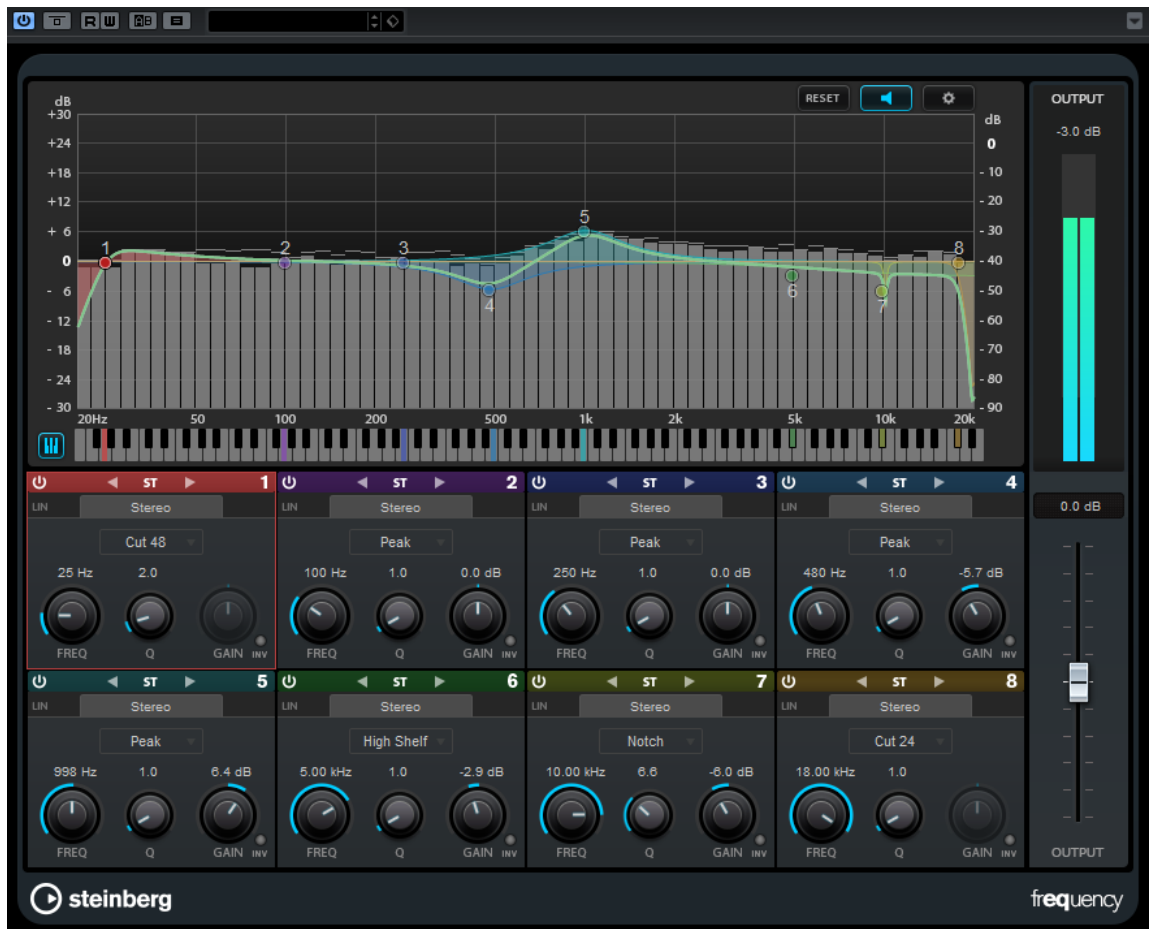 R W AB
RESET OUTPUT
dB
+30
+24
+18
+12
+ 6
0
- 6
- 12
- 18
- 24
- 30
dB
0
- 10
- 20
- 30
- 40
- 50
- 60
- 70
- 80
- 90
-3.0 dB
1 2 3 4 5 6 7 8
20Hz 50 100 200 500 1k 2k 5k 10k 20k
ST 1 ST 2 ST 3 ST 4
LIN Stereo LIN Stereo LIN Stereo LIN Stereo
0.0 dB
Cut 48 Peak Peak Peak
25 Hz 2.0 100 Hz 1.0 0.0 dB 250 Hz 1.0 0.0 dB 480 Hz 1.0 -5.7 dB
FREQ Q GAIN INV FREQ Q GAIN INV FREQ Q GAIN INV FREQ Q GAIN INV
ST 5 ST 6 ST 7 ST 8
LIN Stereo LIN Stereo LIN Stereo LIN Stereo
Peak High Shelf Notch Cut 24
998 Hz 1.0 6.4 dB 5.00 kHz 1.0 -2.9 dB 10.00 kHz 6.6 -6.0 dB 18.00 kHz 1.0
FREQ Q GAIN INV FREQ Q GAIN INV FREQ Q GAIN INV FREQ Q GAIN INV
OUTPUT
steinberg frequency